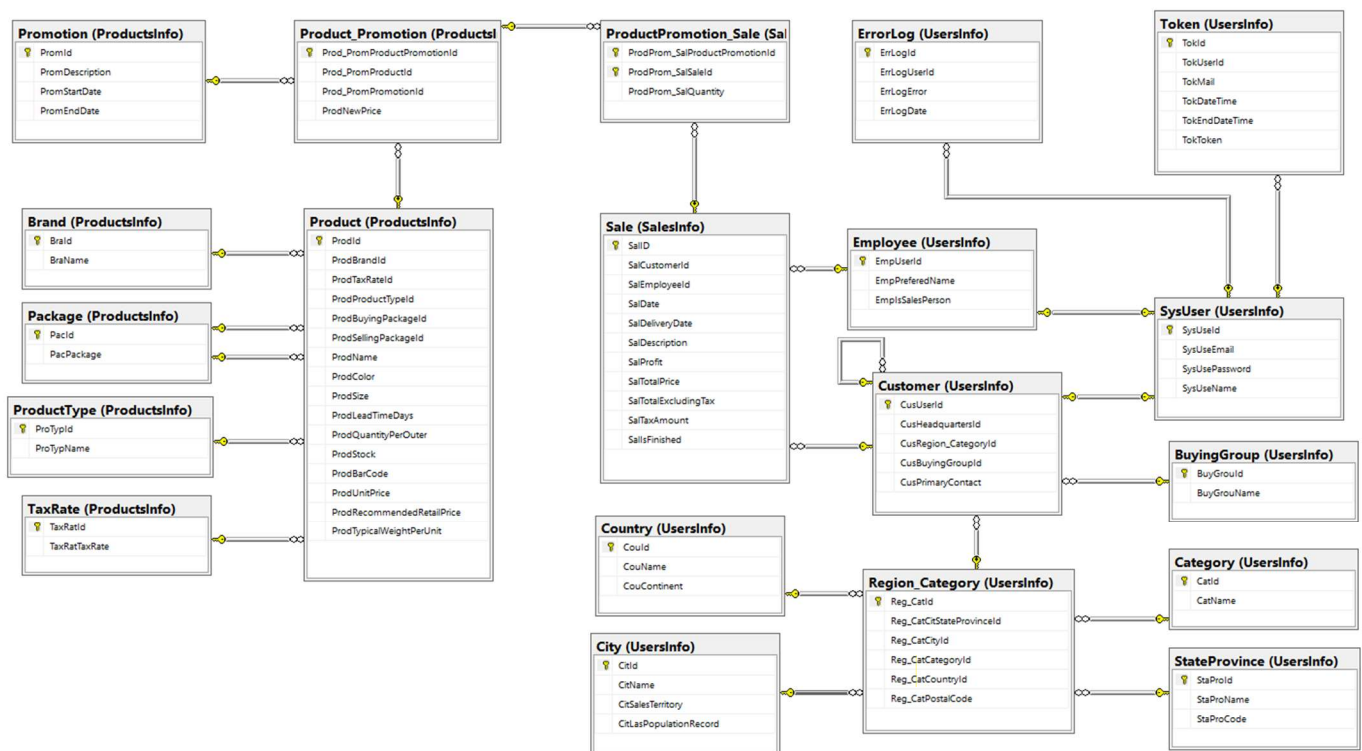 Promotion (ProductsInfo)
PromId
PromDescription
PromStartDate
PromEndDate
Product_Promotion (ProductsI
Prod_PromProductPromotionId
Prod_PromProductId
Prod_PromPromotionId
ProdNewPrice
ProductPromotion_Sale (Sal
ProdProm_SalProductPromotionId
ProdProm_SalSaleId
ProdProm_SalQuantity
ErrorLog (UsersInfo)
ErrLogId
ErrLogUserId
ErrLogError
ErrLogDate
Token (UsersInfo)
TokId
TokUserId
TokMail
TokDateTime
TokEndDateTime
TokToken
Brand (ProductsInfo)
BraId
BraName
Package (ProductsInfo)
PacId
PacPackage
ProductType (ProductsInfo)
ProTypId
ProTypName
TaxRate (ProductsInfo)
TaxRatId
TaxRatTaxRate
Product (ProductsInfo)
ProdId
ProdBrandId
ProdTaxRateId
ProdProductTypeId
ProdBuyingPackageId
ProdSellingPackageId
ProdName
ProdColor
ProdSize
ProdLeadTimeDays
ProdQuantityPerOuter
ProdStock
ProdBarCode
ProdUnitPrice
ProdRecommendedRetailPrice
ProdTypicalWeightPerUnit
Sale (SalesInfo)
SalID
SalCustomerId
SalEmployeeId
SalDate
SalDeliveryDate
SalDescription
SalProfit
SalTotalPrice
SalTotalExcludingTax
SalTaxAmount
SalIsFinished
Employee (UsersInfo)
EmpUserId
EmpPreferedName
EmpIsSalesPerson
SysUser (UsersInfo)
SysUseId
SysUseEmail
SysUsePassword
SysUseName
Customer (UsersInfo)
CusUserId
CusHeadquartersId
CusRegion_CategoryId
CusBuyingGroupId
CusPrimaryContact
BuyingGroup (UsersInfo)
BuyGrouId
BuyGrouName
Country (UsersInfo)
CouId
CouName
CouContinent
City (UsersInfo)
CitId
CitName
CitSalesTerritory
CitLasPopulationRecord
Region_Category (UsersInfo)
Reg_CatId
Reg_CatCitStateProvinceId
Reg_CatCityId
Reg_CatCategoryId
Reg_CatCountryId
Reg_CatPostalCode
Category (UsersInfo)
CatId
CatName
StateProvince (UsersInfo)
StaProId
StaProName
StaProCode